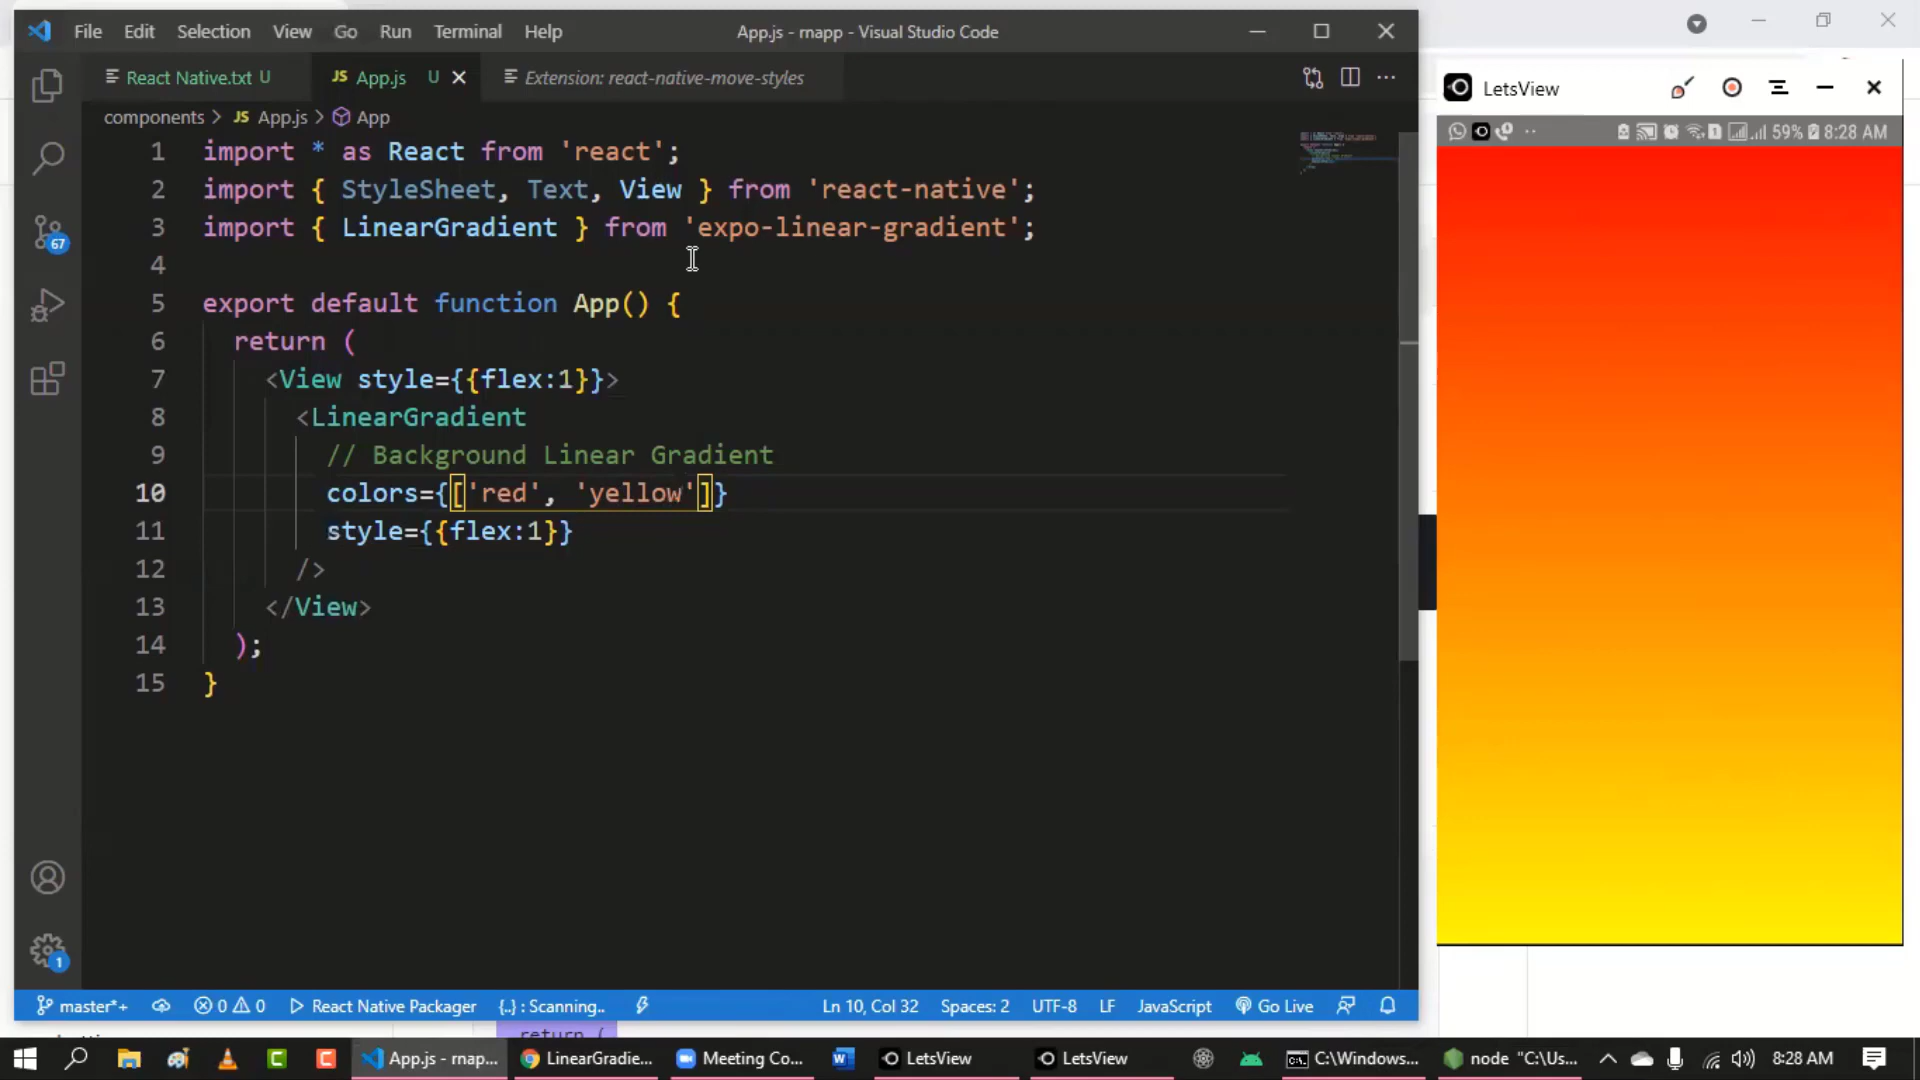 File Edit Selection View Go Run Terminal Help App.js - rnapp - Visual Studio Code
React Native.txt U JS App.js U Extension: react-native-move-styles
components > JS App.js > App
1 import * as React from 'react';
2 import { StyleSheet, Text, View } from 'react-native';
3 import { LinearGradient } from 'expo-linear-gradient';
4
5 export default function App() {
6 return (
7 <View style={{flex:1}}>
8 <LinearGradient
9 // Background Linear Gradient
10 colors={['red', 'yellow']}
11 style={{flex:1}}
12 />
13 </View>
14 );
15 }
67
1
LetsView
59% 8:28 AM
master*+ 0 0 React Native Packager {..} : Scanning.. Ln 10, Col 32 Spaces: 2 UTF-8 LF JavaScript Go Live
return (
App.js - rnap... LinearGradie... Meeting Co... LetsView LetsView C:\Windows... node "C:\Us... 8:28 AM